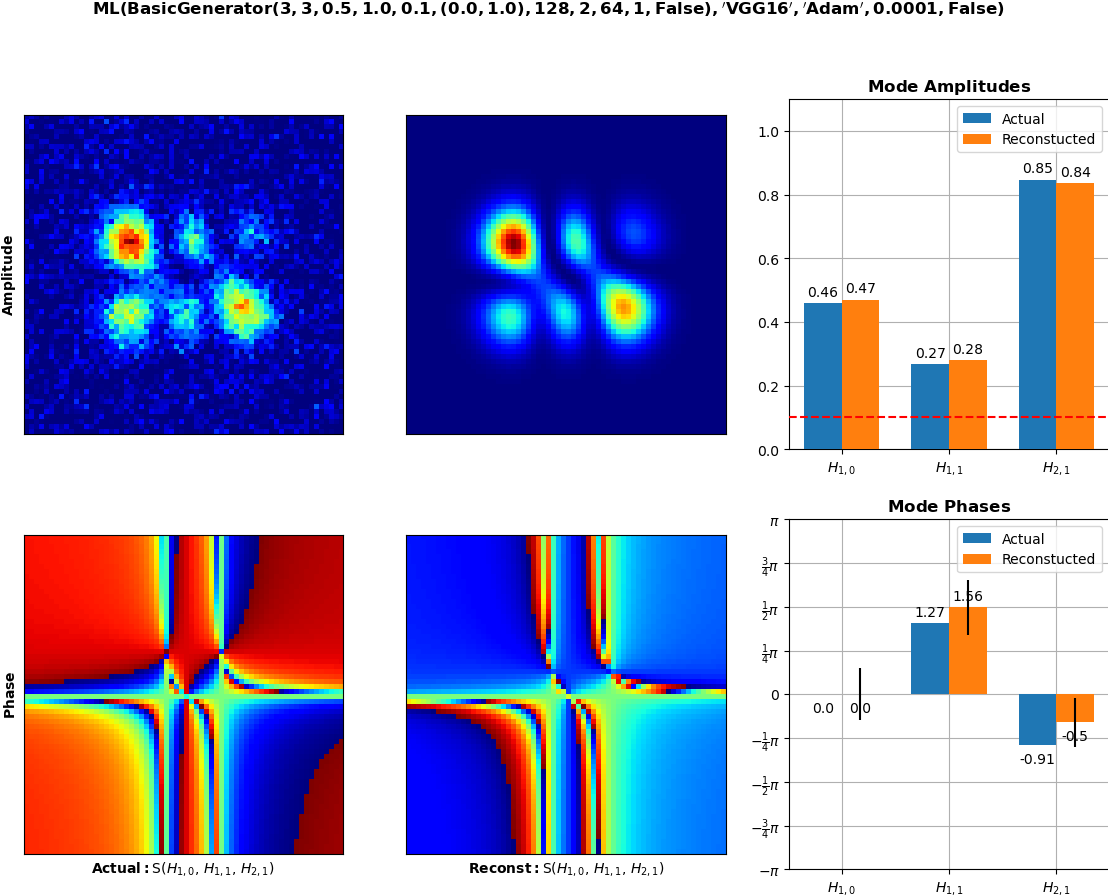 ML(BasicGenerator(3, 3, 0.5, 1.0, 0.1, (0.0, 1.0), 128, 2, 64, 1, False), ′VGG16′, ′Adam′, 0.0001, False)
Amplitude
Mode Amplitudes
Actual
Reconstucted
1.0
0.8
0.6
0.4
0.2
0.0
0.46
0.47
0.27
0.28
0.85
0.84
H1,0
H1,1
H2,1
Phase
Actual: S(H1,0, H1,1, H2,1)
Reconst: S(H1,0, H1,1, H2,1)
Mode Phases
Actual
Reconstucted
π
3/4π
1/2π
1/4π
0
−1/4π
−1/2π
−3/4π
−π
0.0
0.0
1.27
1.56
-0.91
-0.5
H1,0
H1,1
H2,1